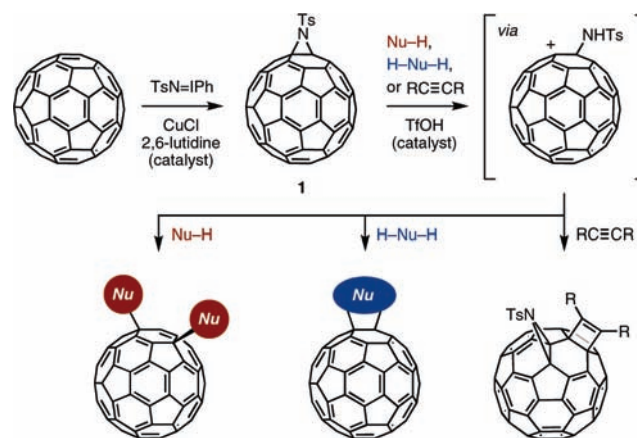 Ts
N
TsN=IPh
CuCl
2,6-lutidine
(catalyst)
1
Nu–H,
H–Nu–H,
or RC≡CR
TfOH
(catalyst)
via
+
NHTs
Nu–H
H–Nu–H
RC≡CR
Nu
Nu
Nu
TsN
R
R